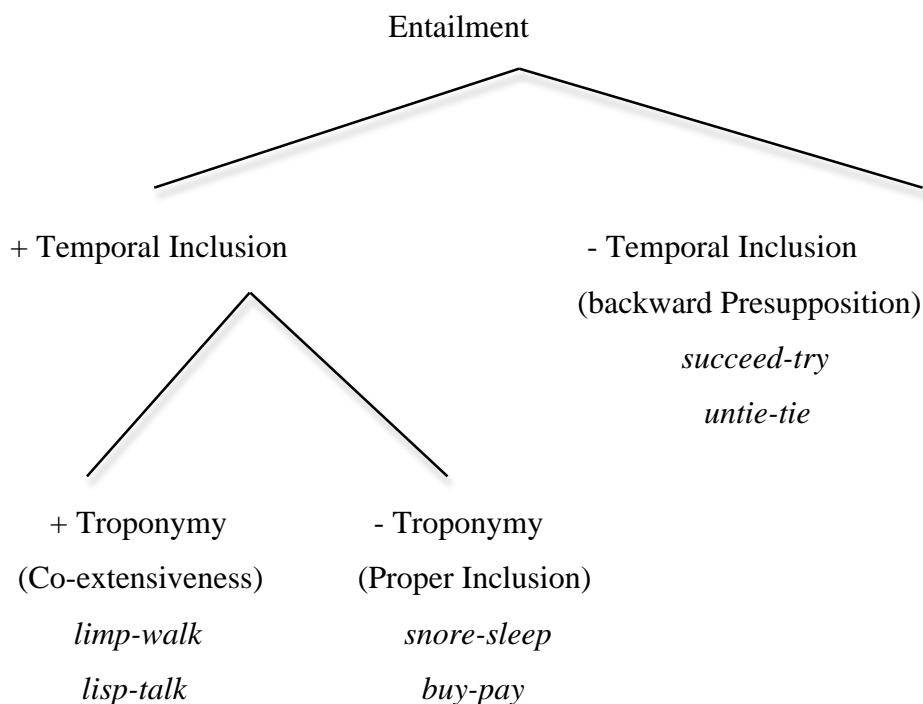 Entailment
+ Temporal Inclusion
- Temporal Inclusion
(backward Presupposition)
succeed-try
untie-tie
+ Troponymy
(Co-extensiveness)
limp-walk
lisp-talk
- Troponymy
(Proper Inclusion)
snore-sleep
buy-pay